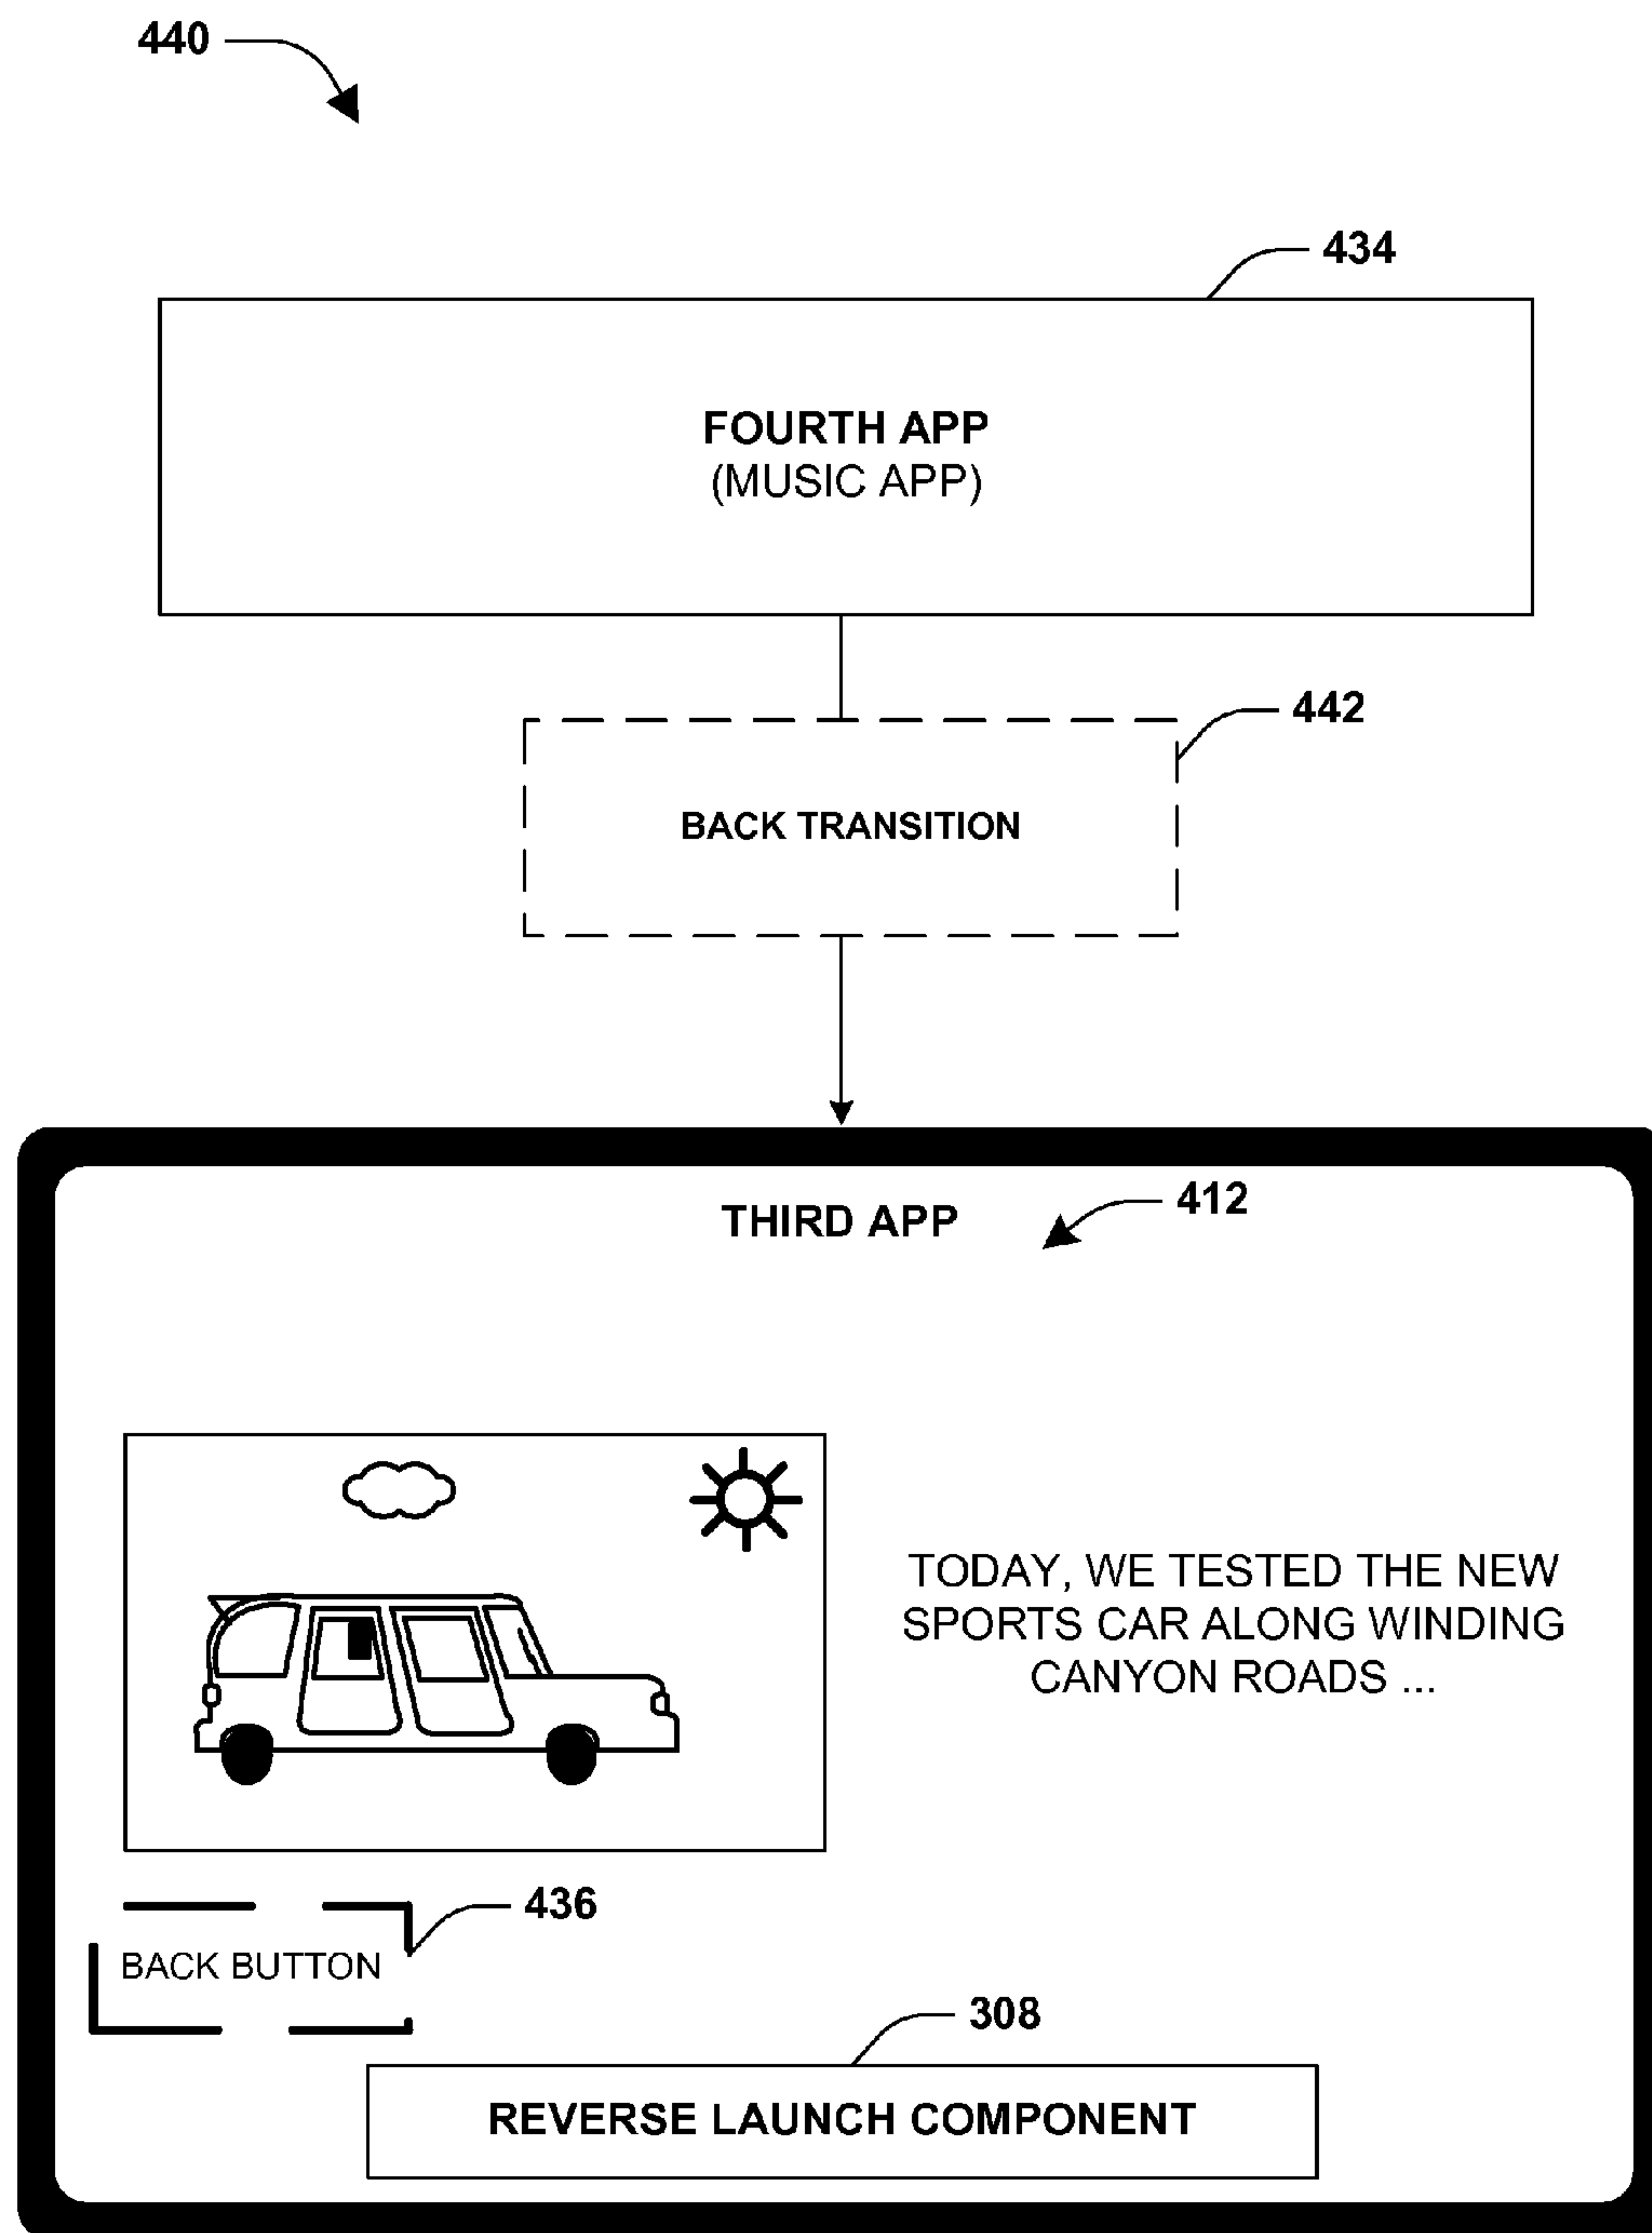 440
434
FOURTH APP
(MUSIC APP)
442
BACK TRANSITION
THIRD APP
412
TODAY, WE TESTED THE NEW
SPORTS CAR ALONG WINDING
CANYON ROADS ...
436
BACK BUTTON
308
REVERSE LAUNCH COMPONENT